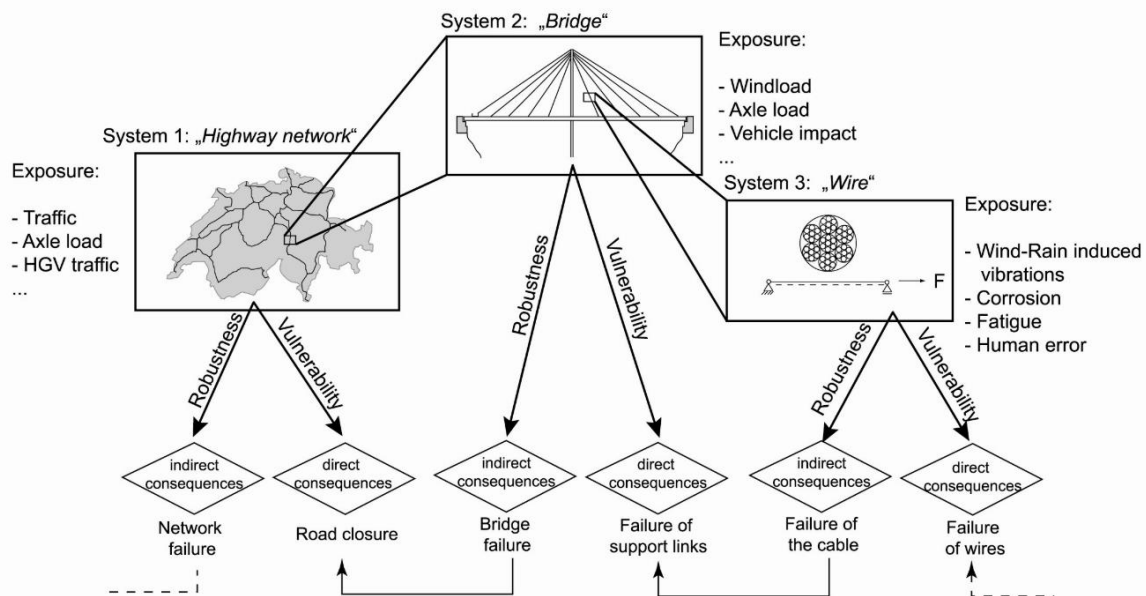 System 2: „Bridge“
Exposure:
- Windload
- Axle load
- Vehicle impact
...
System 1: „Highway network“
Exposure:
- Traffic
- Axle load
- HGV traffic
...
System 3: „Wire“
F
Exposure:
- Wind-Rain induced
vibrations
- Corrosion
- Fatigue
- Human error
Robustness
Vulnerability
Robustness
Vulnerability
Robustness
Vulnerability
indirect
consequences
direct
consequences
indirect
consequences
direct
consequences
indirect
consequences
direct
consequences
Network
failure
Road closure
Bridge
failure
Failure of
support links
Failure of
the cable
Failure
of wires